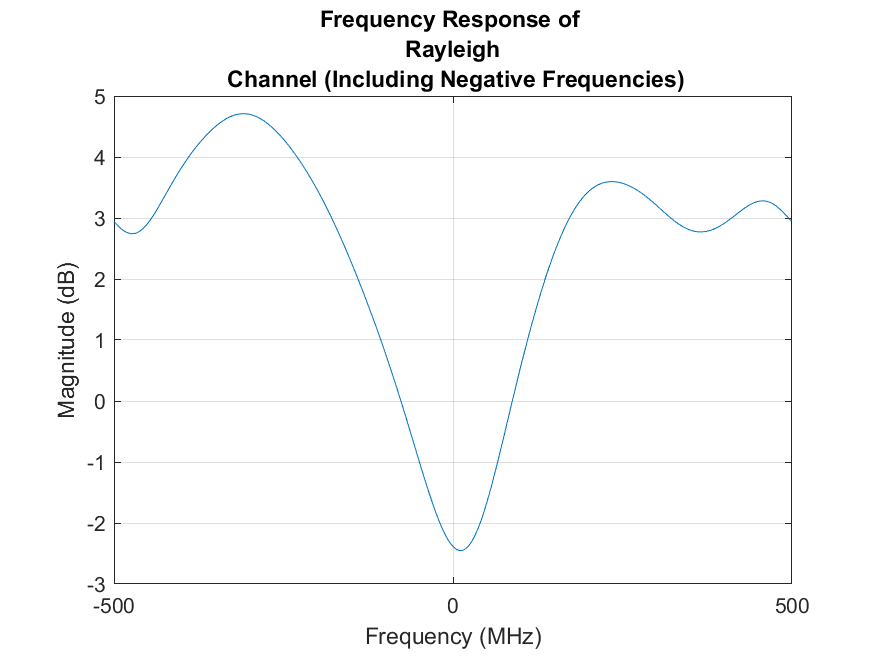 Frequency Response of
Rayleigh
Channel (Including Negative Frequencies)
5
4
3
2
1
0
-1
-2
-3
Magnitude (dB)
-500
0
500
Frequency (MHz)